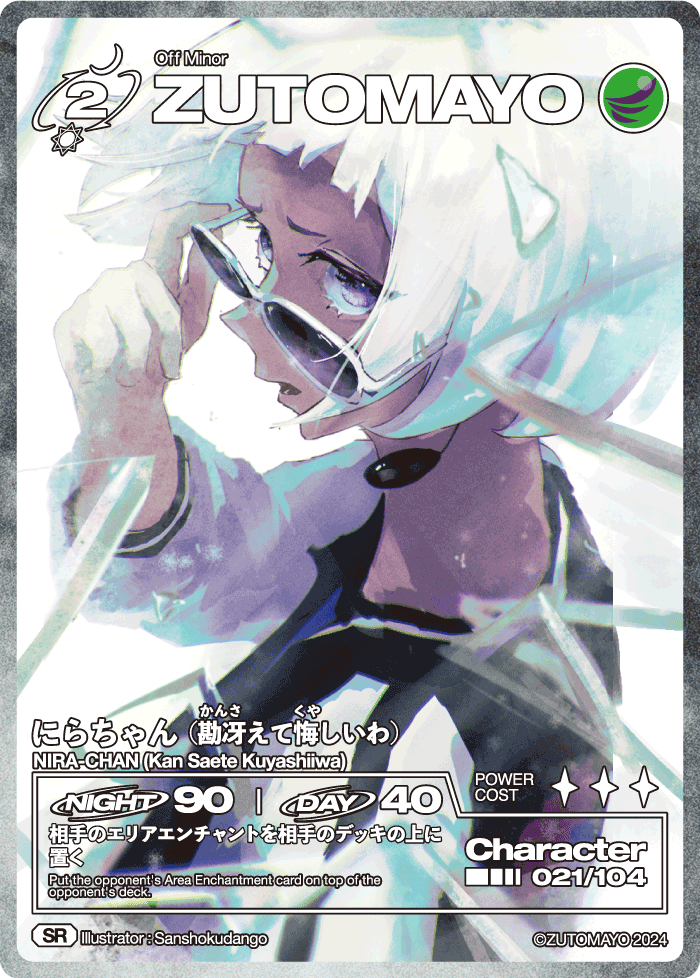 Off Minor
2 ZUTOMAYO
かんさ くや
にらちゃん（勘冴えて悔しいわ）
NIRA-CHAN (Kan Saete Kuyashiiwa)
POWER
COST
NIGHT 90 | DAY 40
相手のエリアエンチャントを相手のデッキの上に
置く
Put the opponent's Area Enchantment card on top of the
opponent's deck.
Character
021/104
SR Illustrator : Sanshokudango
©ZUTOMAYO 2024